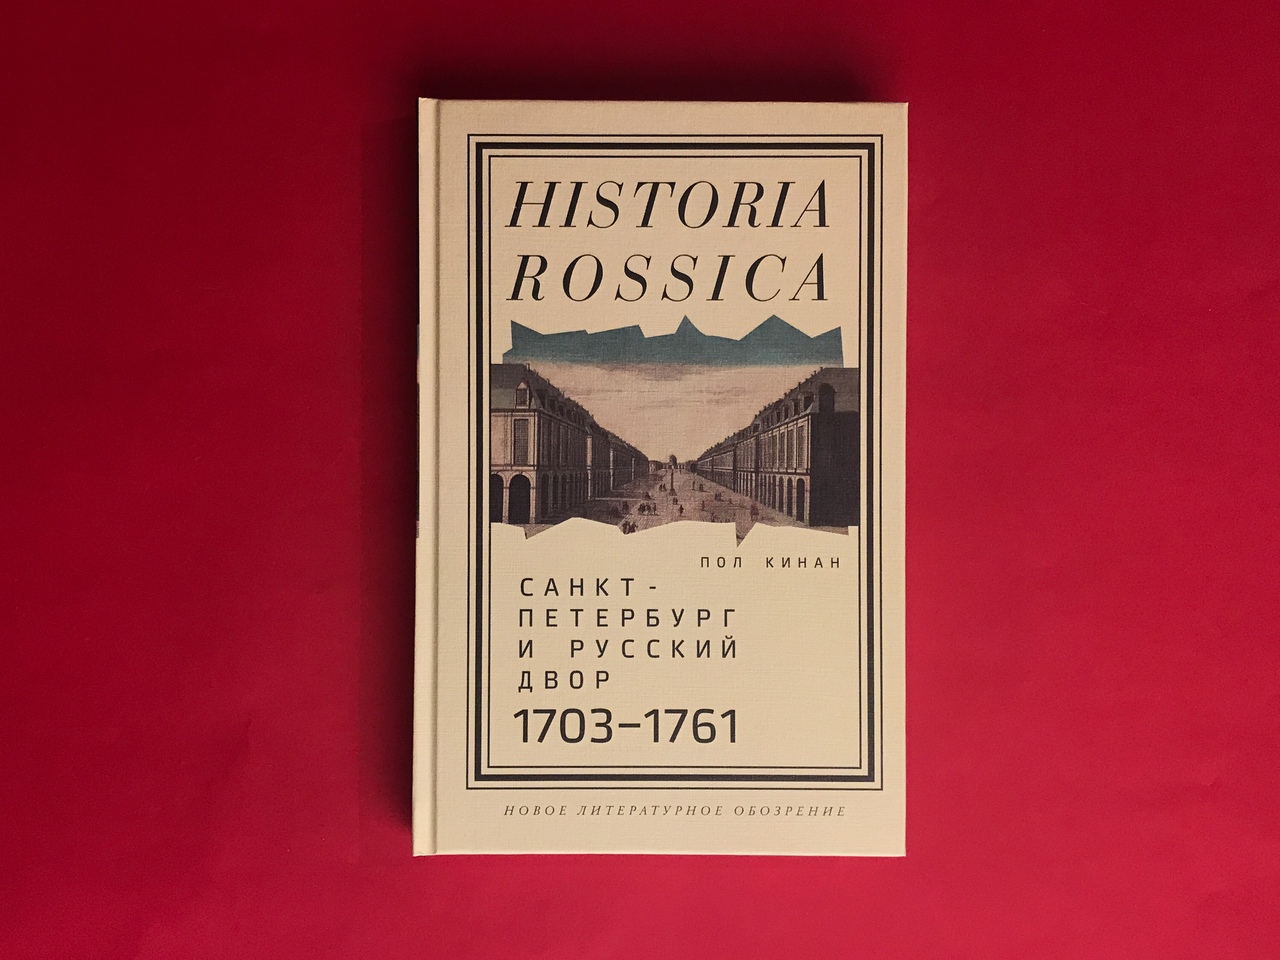 HISTORIA
ROSSICA
ПОЛ КИНАН
САНКТ-
ПЕТЕРБУРГ
И РУССКИЙ
ДВОР
1703–1761
НОВОЕ ЛИТЕРАТУРНОЕ ОБОЗРЕНИЕ